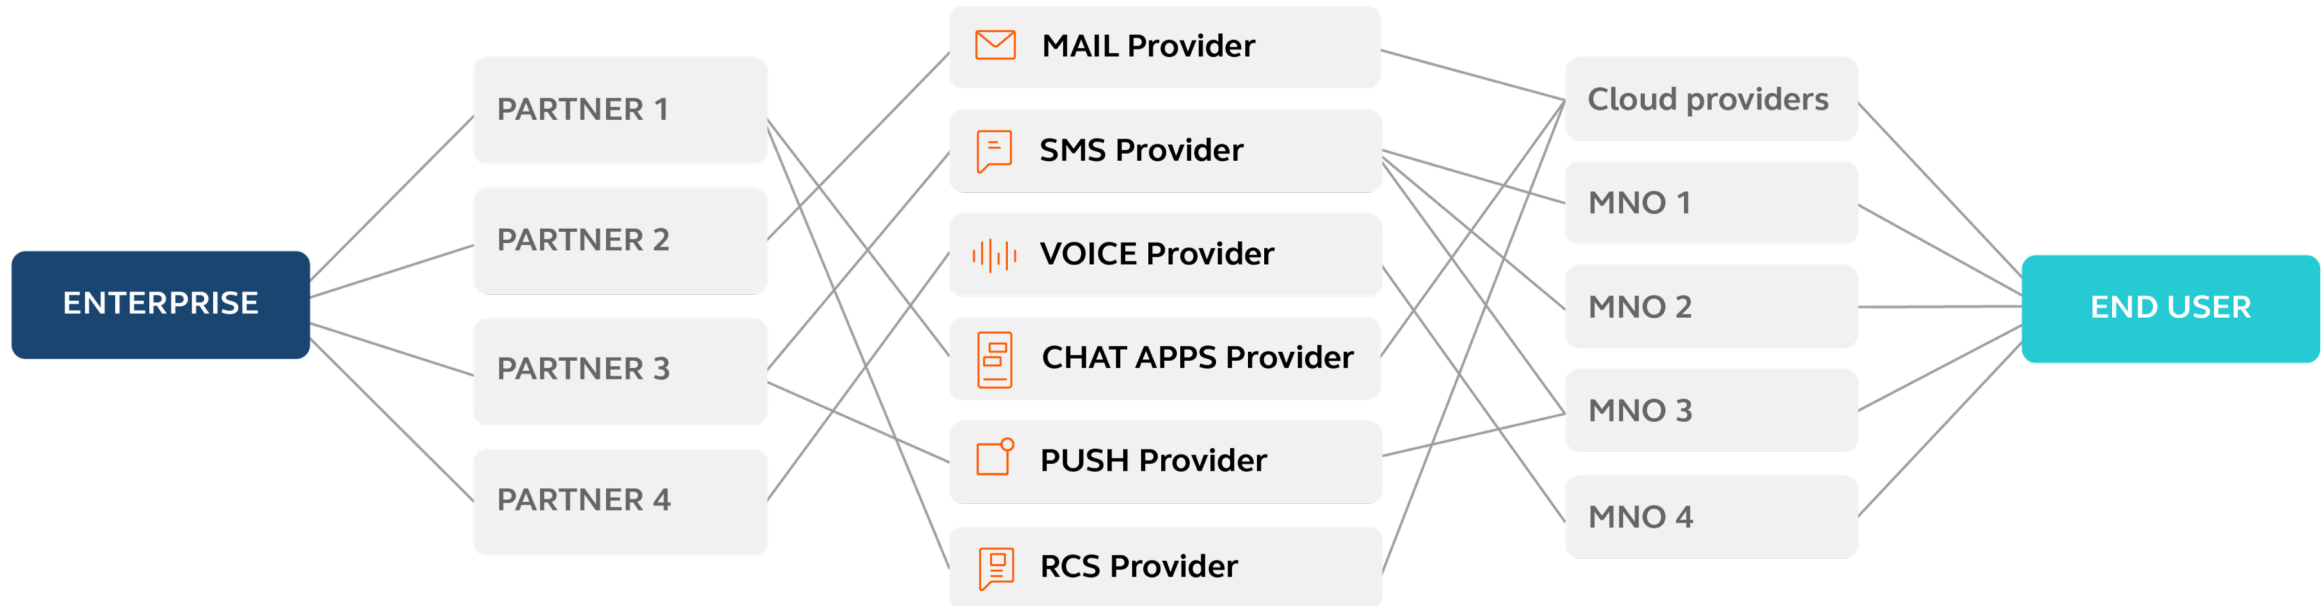 ENTERPRISE
PARTNER 1
PARTNER 2
PARTNER 3
PARTNER 4
MAIL Provider
SMS Provider
VOICE Provider
CHAT APPS Provider
PUSH Provider
RCS Provider
Cloud providers
MNO 1
MNO 2
MNO 3
MNO 4
END USER